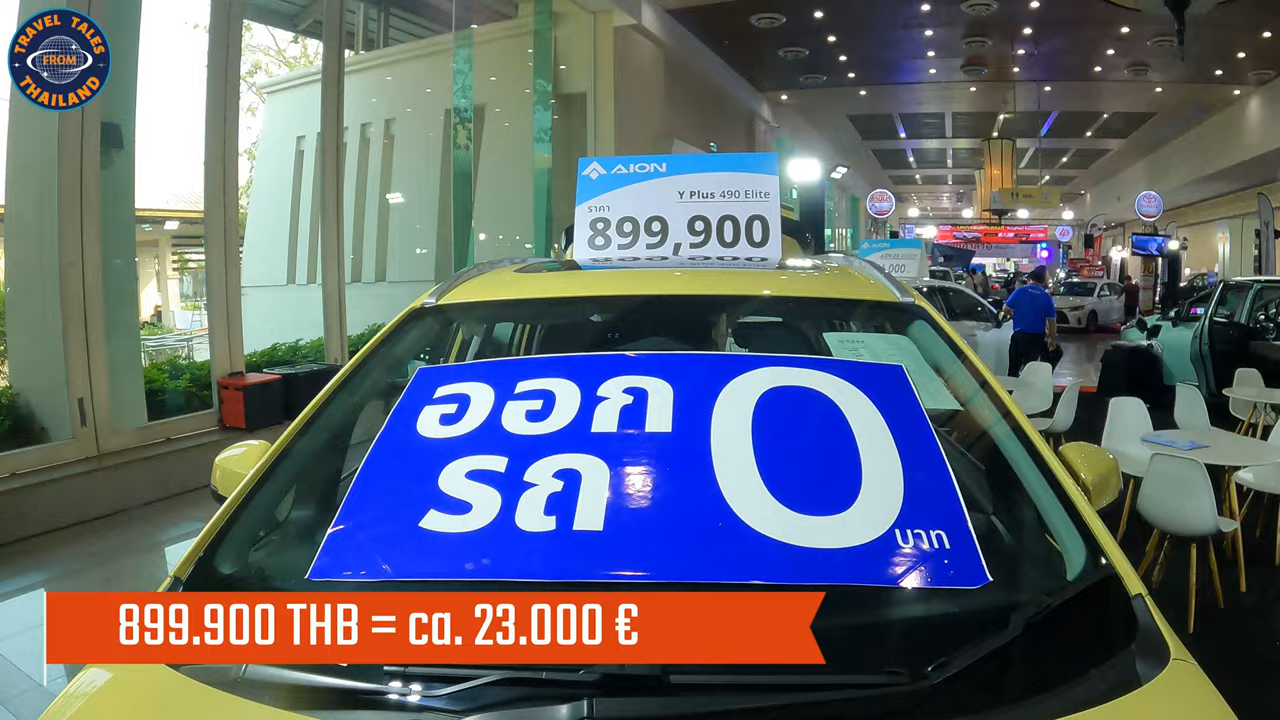 TRAVEL TALES
FROM
THAILAND
AION
Y Plus 490 Elite
ราคา
899,900
ออก
รถ
0
บาท
899.900 THB = ca. 23.000 €